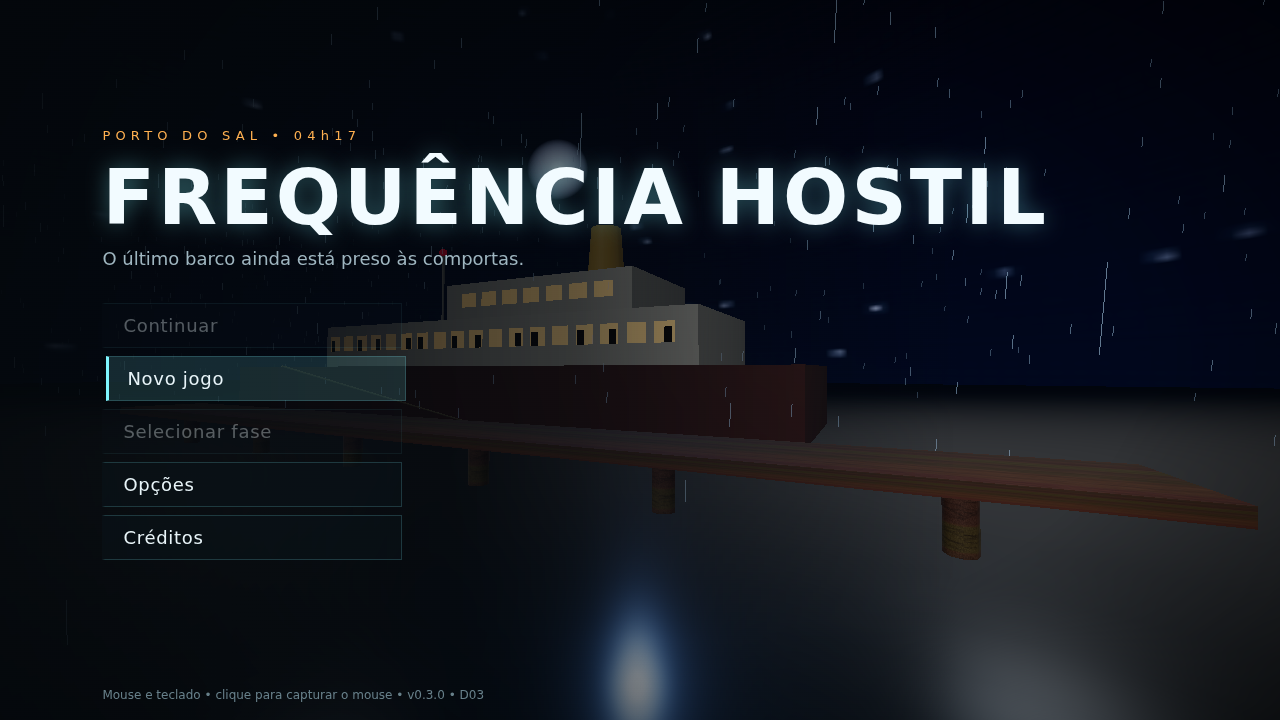 PORTO DO SAL • 04h17
FREQUÊNCIA HOSTIL
O último barco ainda está preso às comportas.
Continuar
Novo jogo
Selecionar fase
Opções
Créditos
Mouse e teclado • clique para capturar o mouse • v0.3.0 • D03